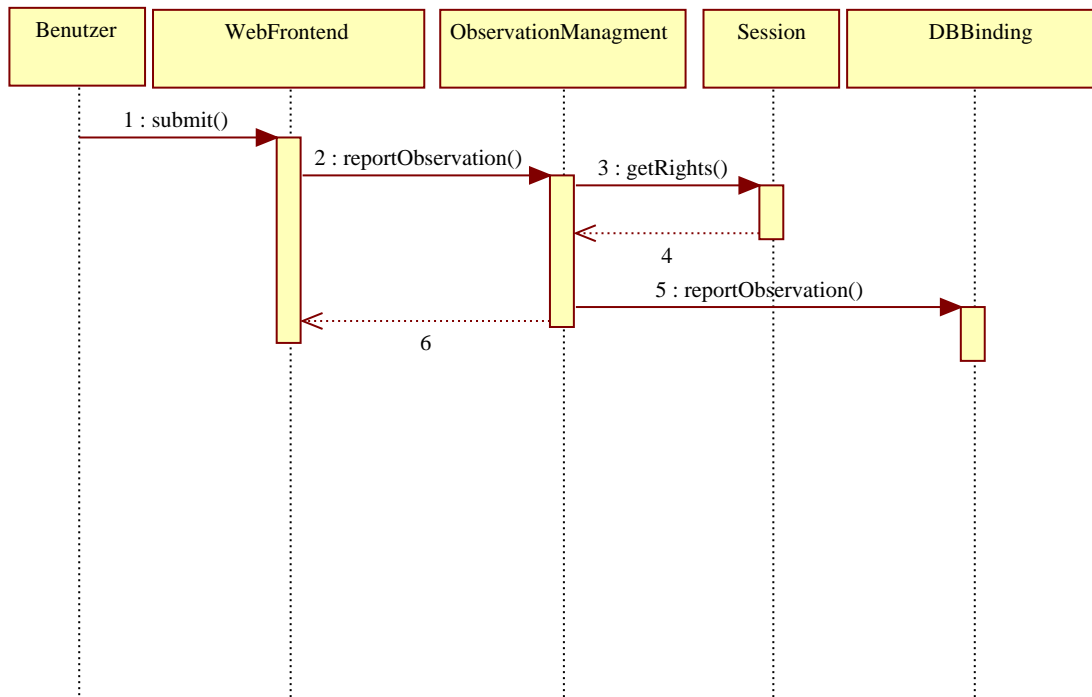 Benutzer
WebFrontend
ObservationManagment
Session
DBBinding
1 : submit()
2 : reportObservation()
3 : getRights()
4
5 : reportObservation()
6